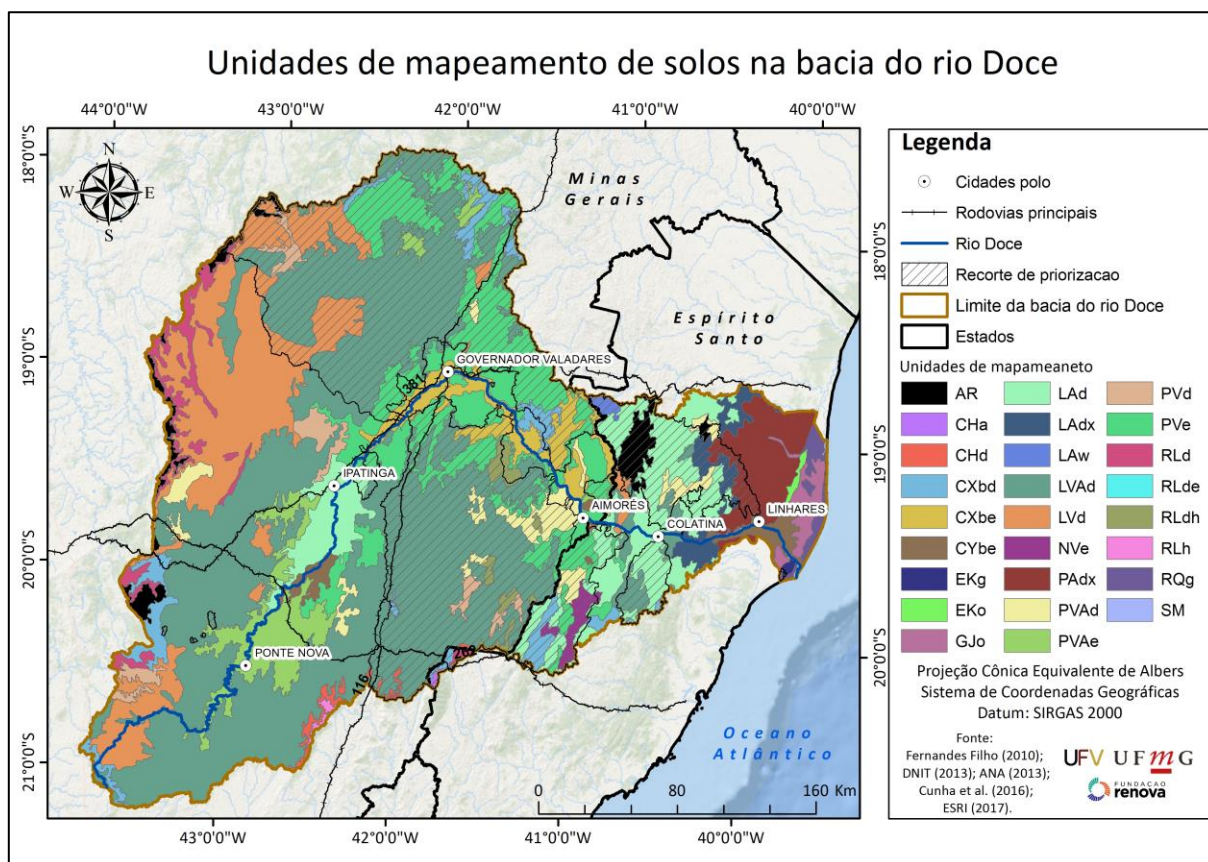 Unidades de mapeamento de solos na bacia do rio Doce
44°0'0"W 43°0'0"W 42°0'0"W 41°0'0"W 40°0'0"W
18°0'0"S
19°0'0"S
20°0'0"S
21°0'0"S
18°0'0"S
19°0'0"S
20°0'0"S
43°0'0"W 42°0'0"W 41°0'0"W 40°0'0"W
N
W E
S
Minas
Gerais
Espírito
Santo
GOVERNADOR VALADARES
381
IPATINGA
AIMORÉS
COLATINA
LINHARES
PONTE NOVA
262
116
Oceano
Atlântico
0 80 160 Km
Legenda
Cidades polo
Rodovias principais
Rio Doce
Recorte de priorizacao
Limite da bacia do rio Doce
Estados
Unidades de mapeamaneto
AR LAd PVd
CHa LAdx PVe
CHd LAw RLd
CXbd LVAd RLde
CXbe LVd RLdh
CYbe NVe RLh
EKg PAdx RQg
EKo PVAd SM
GJo PVAe
Projeção Cônica Equivalente de Albers
Sistema de Coordenadas Geográficas
Datum: SIRGAS 2000
Fonte:
Fernandes Filho (2010);
DNIT (2013); ANA (2013);
Cunha et al. (2016);
ESRI (2017).
UFV UFmG
FUNDAÇÃO
renova